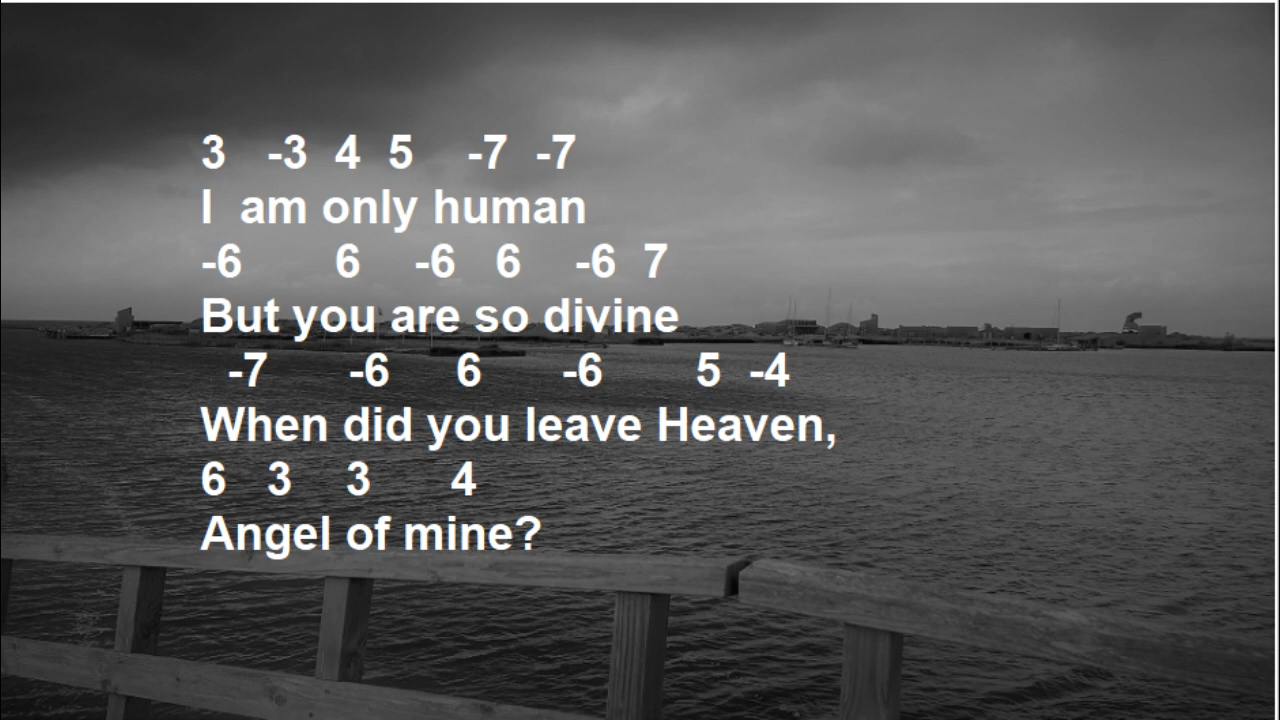 3 -3 4 5 -7 -7
I am only human
-6 6 -6 6 -6 7
But you are so divine
-7 -6 6 -6 5 -4
When did you leave Heaven,
6 3 3 4
Angel of mine?